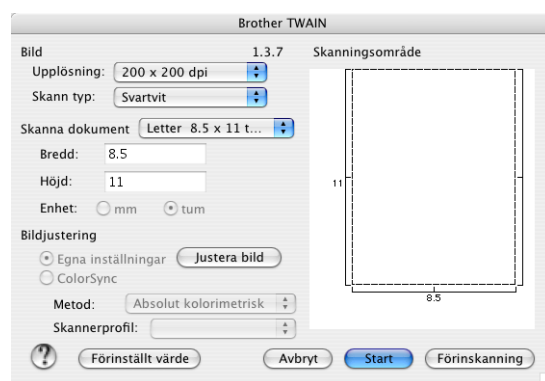 Brother TWAIN
Bild 1.3.7
Upplösning: 200 x 200 dpi
Skann typ: Svartvit
Skanna dokument Letter 8.5 x 11 t...
Bredd: 8.5
Höjd: 11
Enhet: mm tum
Bildjustering
Egna inställningar Justera bild
ColorSync
Metod: Absolut kolorimetrisk
Skannerprofil:
Skanningsområde
11
8.5
? Förinställt värde Avbryt Start Förinskanning